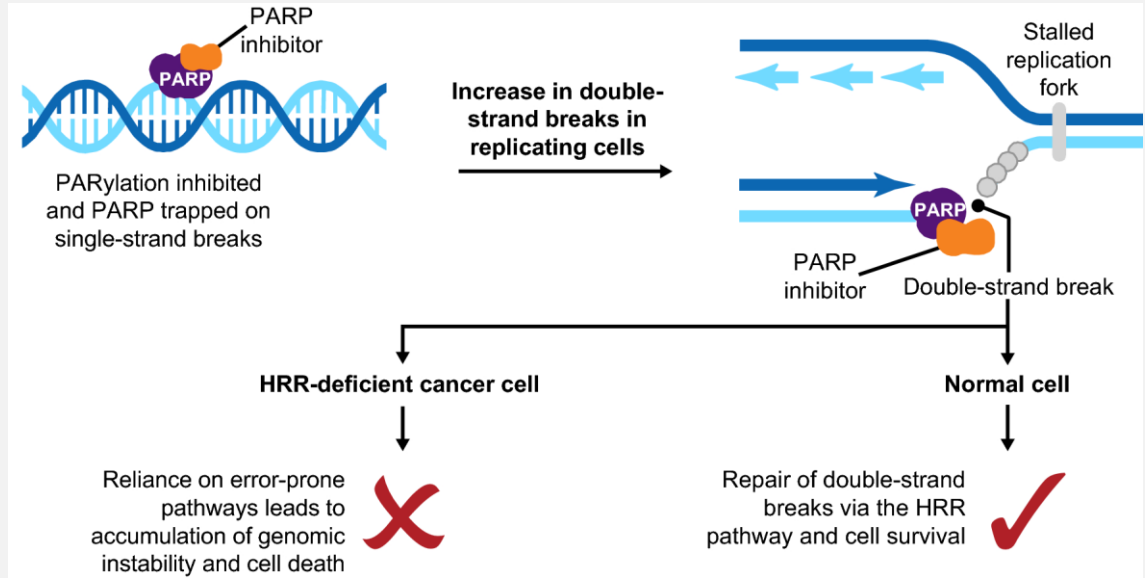 PARP
inhibitor
PARP
PARylation inhibited
and PARP trapped on
single-strand breaks
Increase in double-
strand breaks in
replicating cells
Stalled
replication
fork
PARP
PARP
inhibitor
Double-strand break
HRR-deficient cancer cell
Normal cell
Reliance on error-prone
pathways leads to
accumulation of genomic
instability and cell death
Repair of double-strand
breaks via the HRR
pathway and cell survival